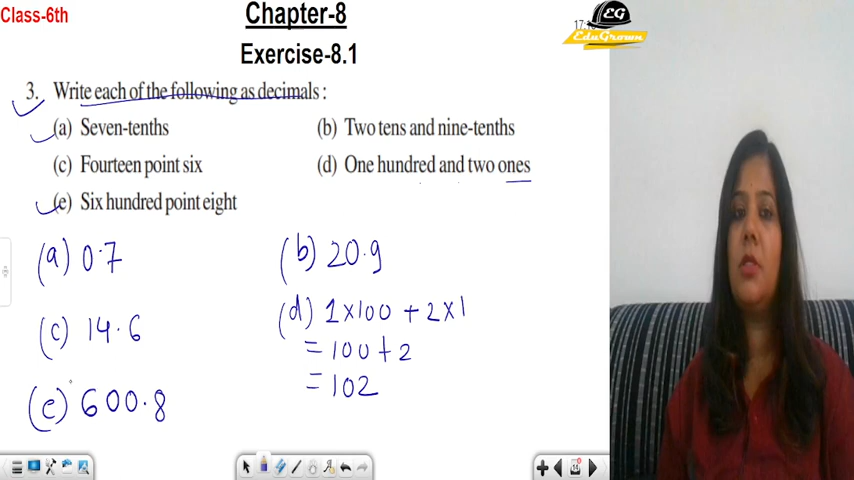 Class-6th
Chapter-8
Exercise-8.1
EG
EduGrown
3. Write each of the following as decimals :
(a) Seven-tenths
(b) Two tens and nine-tenths
(c) Fourteen point six
(d) One hundred and two ones
(e) Six hundred point eight
(a) 0.7
(b) 20.9
(c) 14.6
(d) 1×100 + 2×1
= 100 + 2
= 102
(e) 600.8